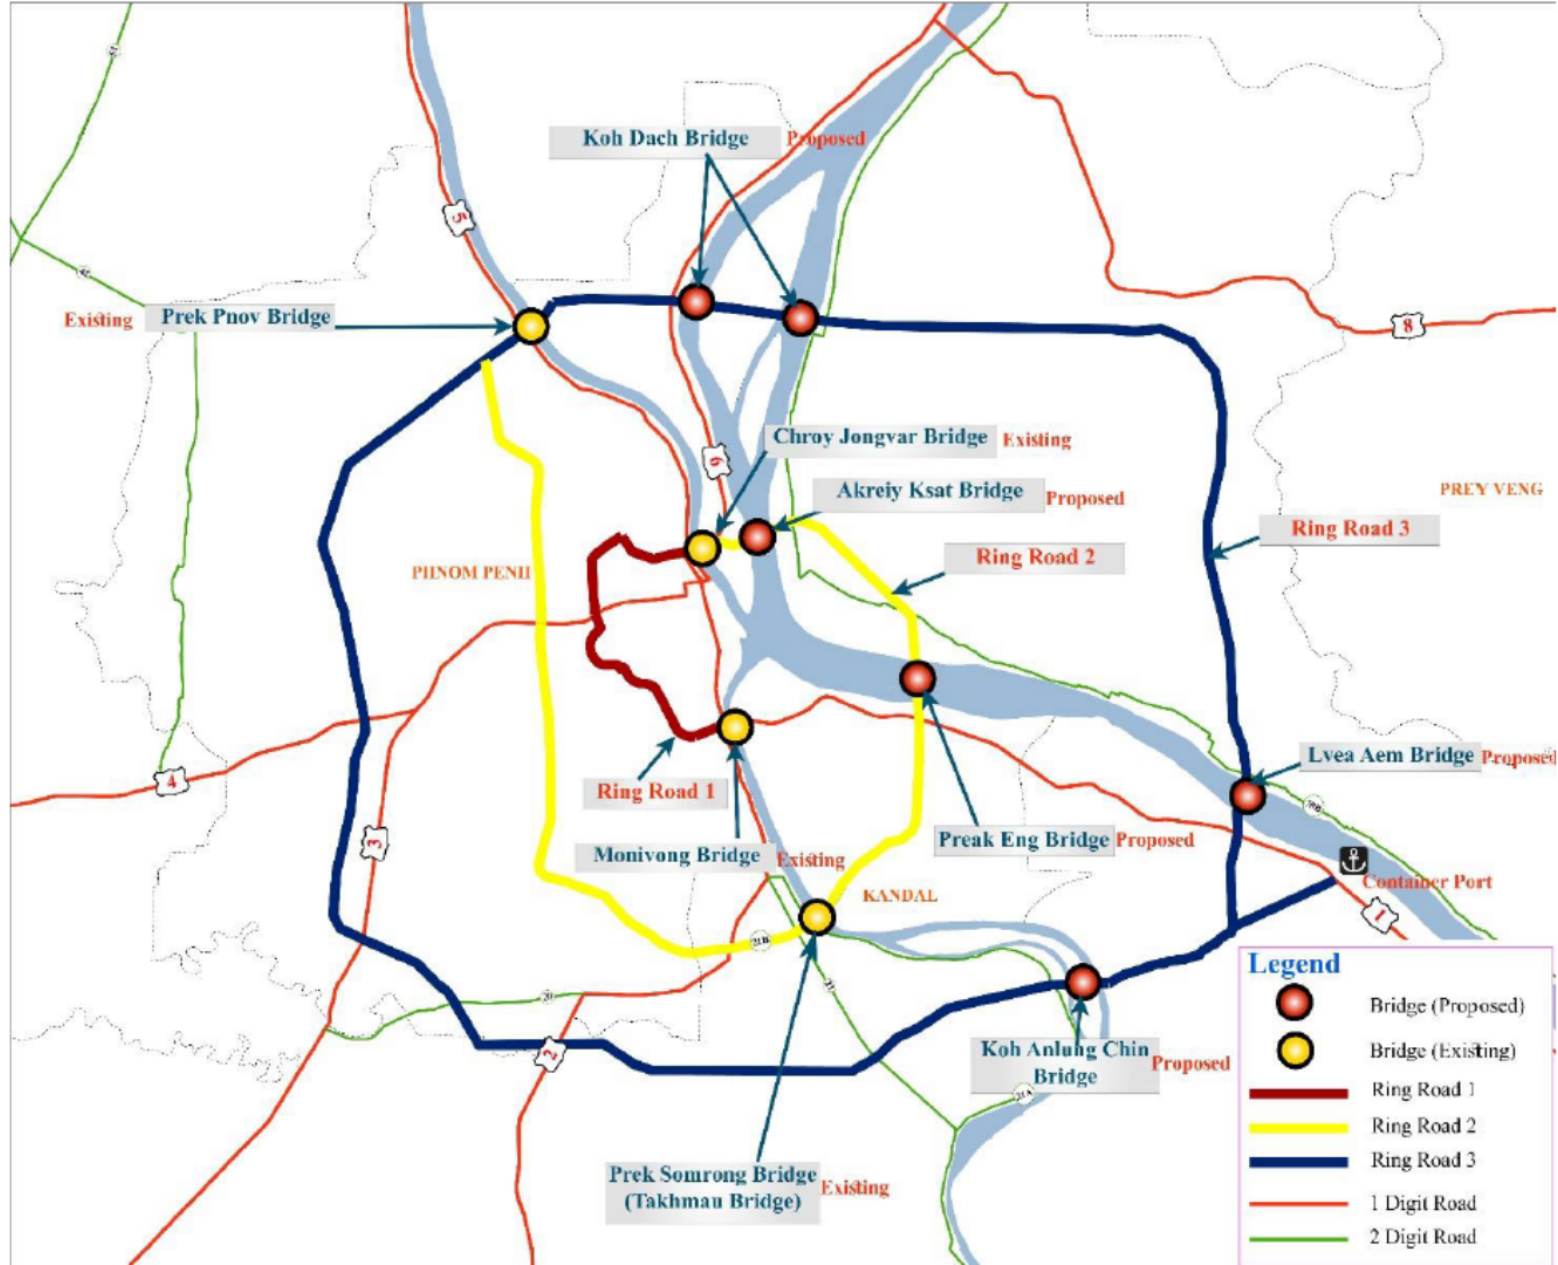 Koh Dach Bridge Proposed
5
Existing Prek Pnov Bridge
8
Chroy Jongvar Bridge Existing
6
Akreiy Ksat Bridge Proposed
PREY VENG
Ring Road 3
Ring Road 2
PHNOM PENH
Lvea Aem Bridge Proposed
4
Ring Road 1
3
Preak Eng Bridge Proposed
Monivong Bridge Existing
Container Port
KANDAL
1
21B
Legend
20
21
Bridge (Proposed)
2
Bridge (Existing)
Koh Anlung Chin
Bridge
Proposed
Ring Road 1
21A
Ring Road 2
Ring Road 3
Prek Somrong Bridge
(Takhmau Bridge)
Existing
1 Digit Road
2 Digit Road